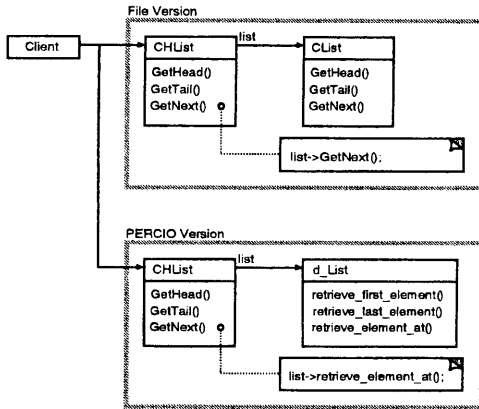 File Version
Client
CHList
list
CList
GetHead()
GetTail()
GetNext()
GetHead()
GetTail()
GetNext()
list->GetNext();
PERCIO Version
CHList
list
d_List
GetHead()
GetTail()
GetNext()
retrieve_first_element()
retrieve_tast_element()
retrieve_element_at()
list->retrieve_element_at();